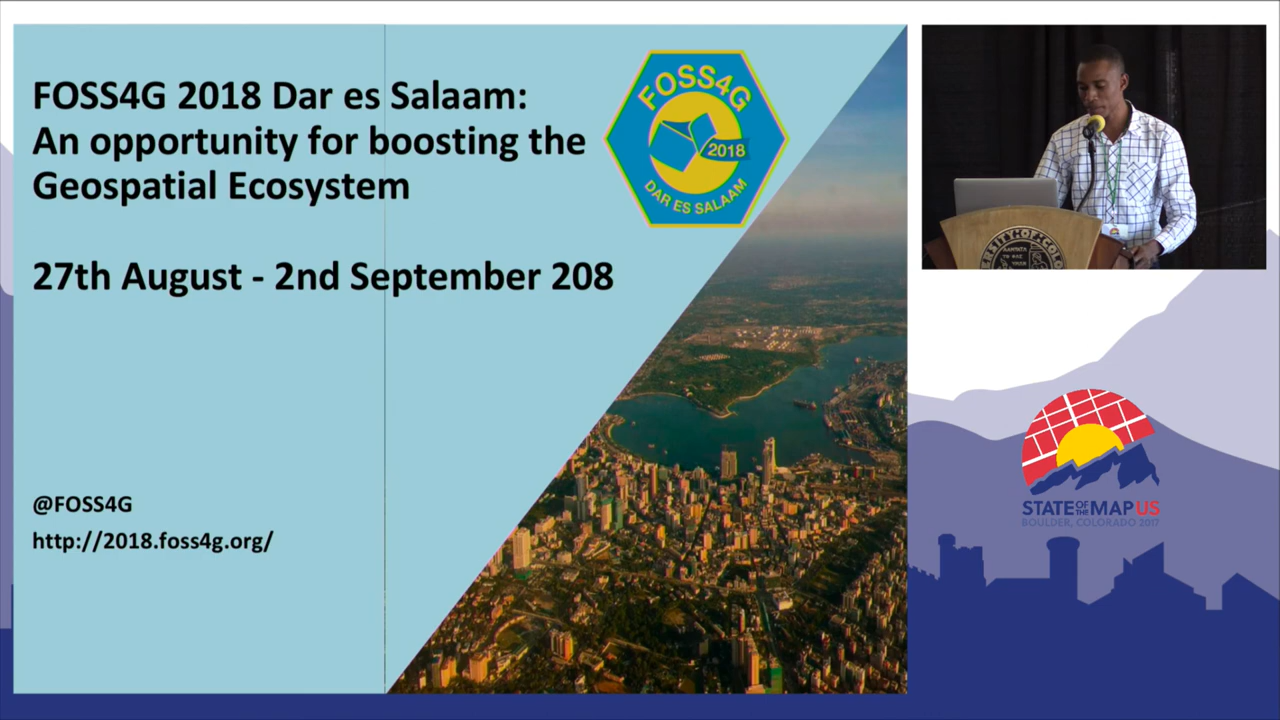 FOSS4G 2018 Dar es Salaam:
An opportunity for boosting the
Geospatial Ecosystem
27th August - 2nd September 208
@FOSS4G
http://2018.foss4g.org/
FOSS4G
2018
DAR ES SALAAM
STATE OF THE MAP US
BOULDER, COLORADO 2017